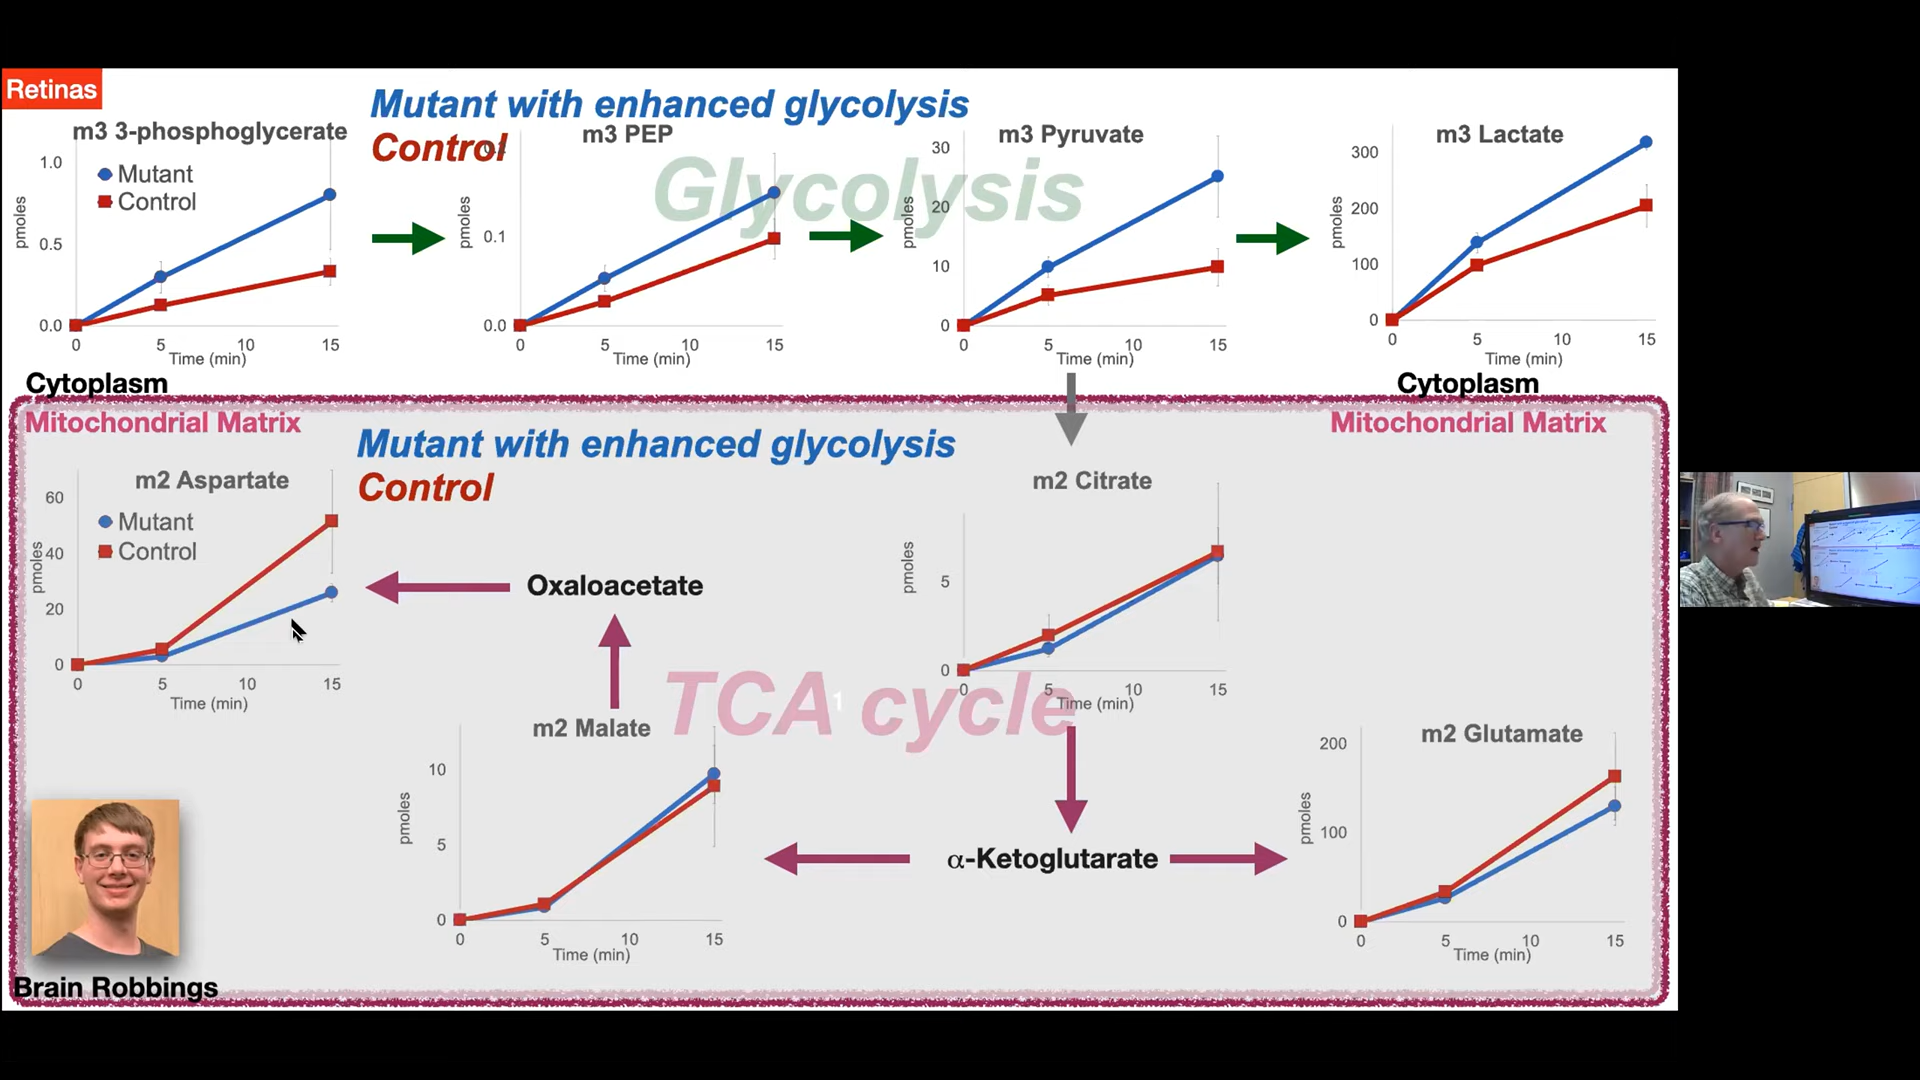 Retinas
Mutant with enhanced glycolysis
Control
Glycolysis
m3 3-phosphoglycerate
Mutant
Control
pmoles
1.0
0.5
0.0
0 5 10 15
Time (min)
m3 PEP
pmoles
0.2
0.1
0.0
0 5 10 15
Time (min)
m3 Pyruvate
pmoles
30
20
10
0
0 5 10 15
Time (min)
m3 Lactate
pmoles
300
200
100
0
0 5 10 15
Time (min)
Cytoplasm
Cytoplasm
Mitochondrial Matrix
Mitochondrial Matrix
Mutant with enhanced glycolysis
Control
m2 Aspartate
Mutant
Control
pmoles
60
40
20
0
0 5 10 15
Time (min)
Oxaloacetate
m2 Citrate
pmoles
5
0
0 5 10 15
Time (min)
TCA cycle
1
m2 Malate
pmoles
10
5
0
0 5 10 15
Time (min)
α-Ketoglutarate
m2 Glutamate
pmoles
200
100
0
0 5 10 15
Time (min)
Brain Robbings